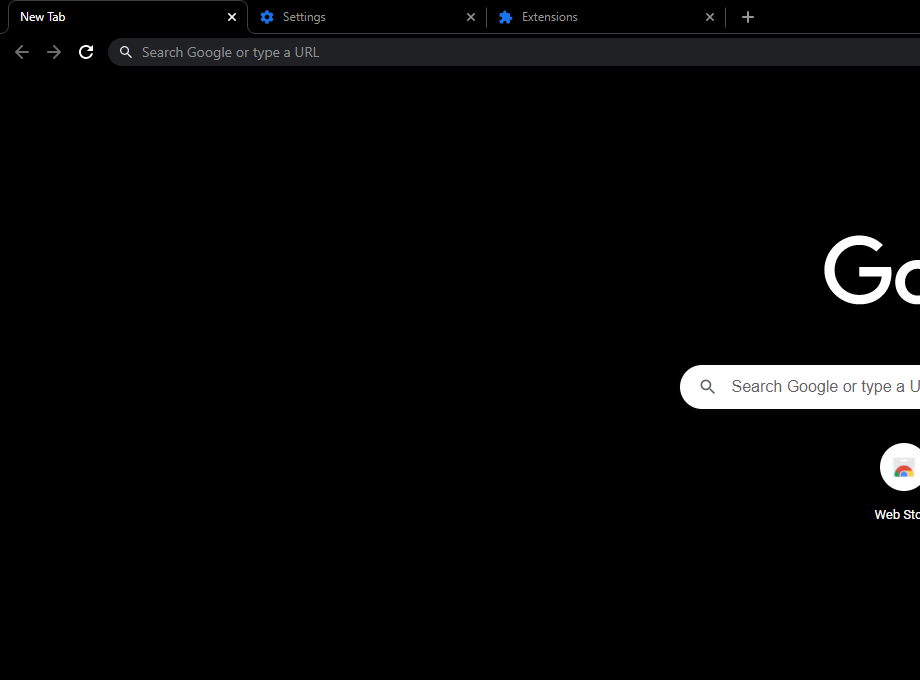 New Tab
Settings
Extensions
Search Google or type a URL
Go
Search Google or type a U
Web Sto